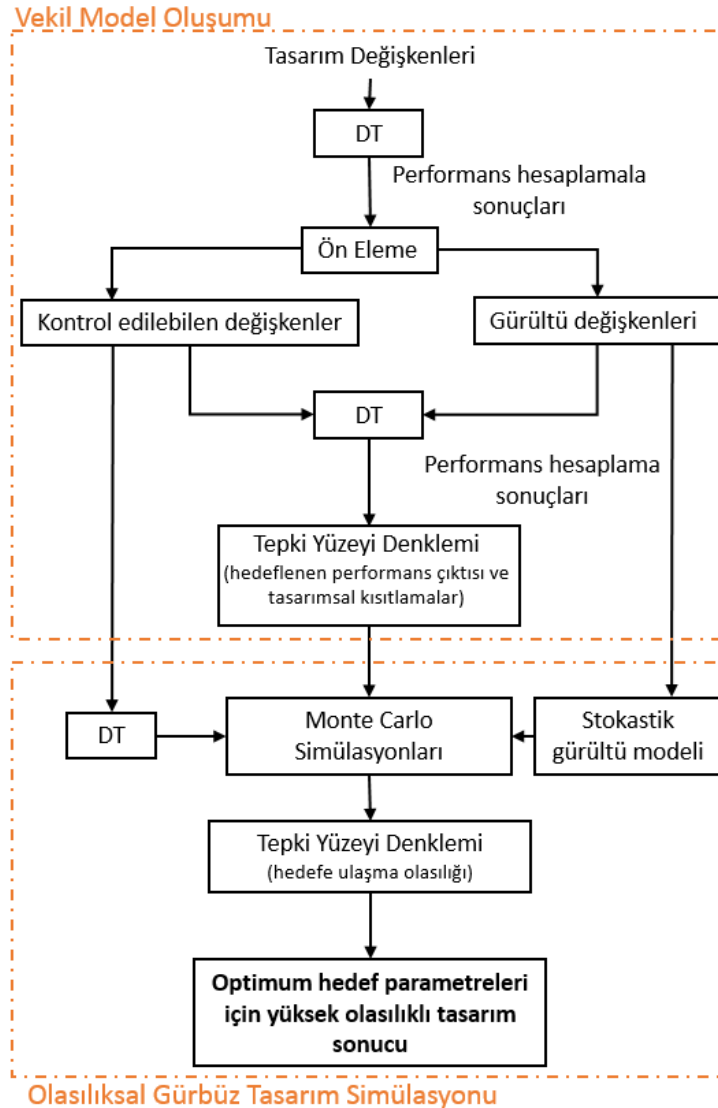 Vekil Model Oluşumu
Tasarım Değişkenleri
DT
Performans hesaplamala
sonuçları
Ön Eleme
Kontrol edilebilen değişkenler
Gürültü değişkenleri
DT
Performans hesaplama
sonuçları
Tepki Yüzeyi Denklemi
(hedeflenen performans çıktısı ve
tasarımsal kısıtlamalar)
DT
Monte Carlo
Simülasyonları
Stokastik
gürültü modeli
Tepki Yüzeyi Denklemi
(hedefe ulaşma olasılığı)
Optimum hedef parametreleri
için yüksek olasılıklı tasarım
sonucu
Olasılıksal Gürbüz Tasarım Simülasyonu